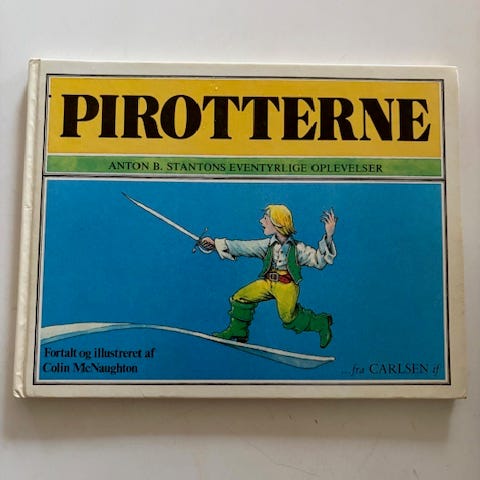 PIROTTERNE
ANTON B. STANTONS EVENTYRLIGE OPLEVELSER
Fortalt og illustreret af
Colin McNaughton
...fra CARLSEN if